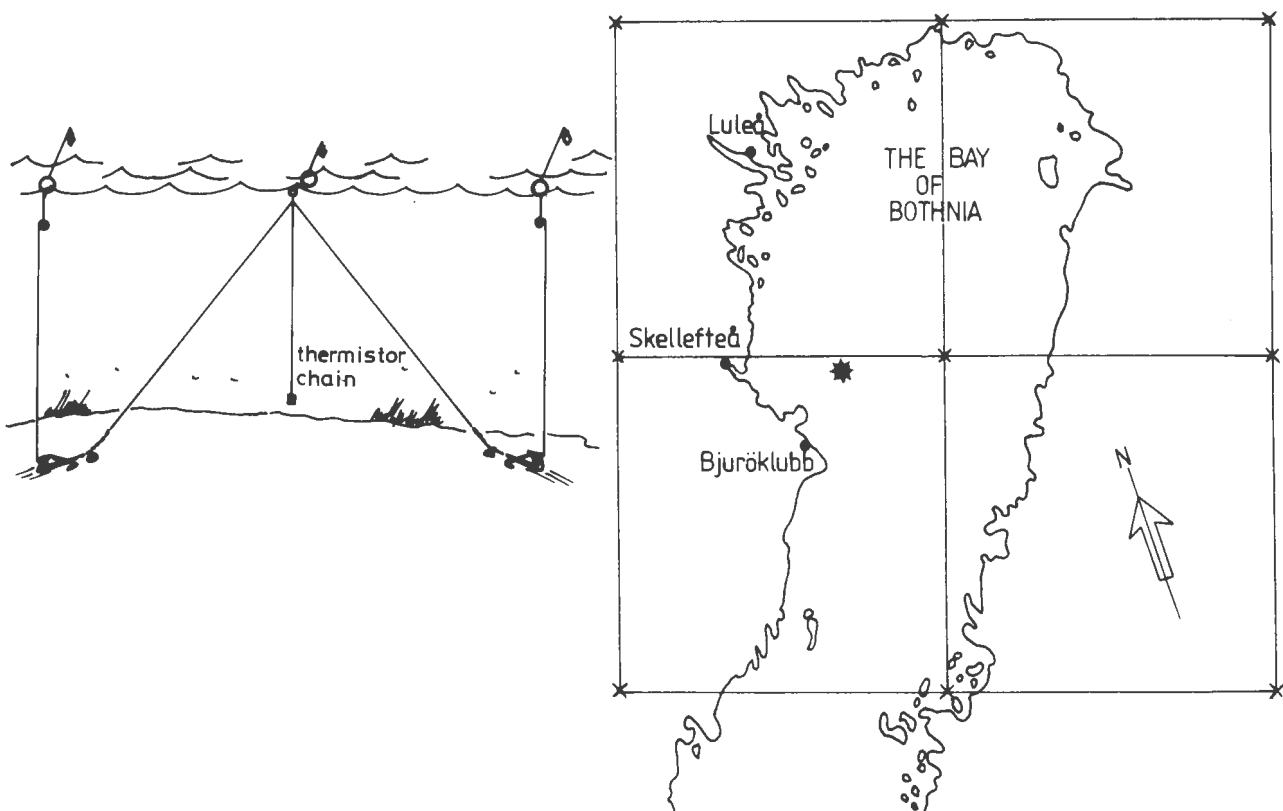 thermistor
chain
Luleå
THE BAY
OF
BOTHNIA
Skellefteå
Bjuröklubb
N